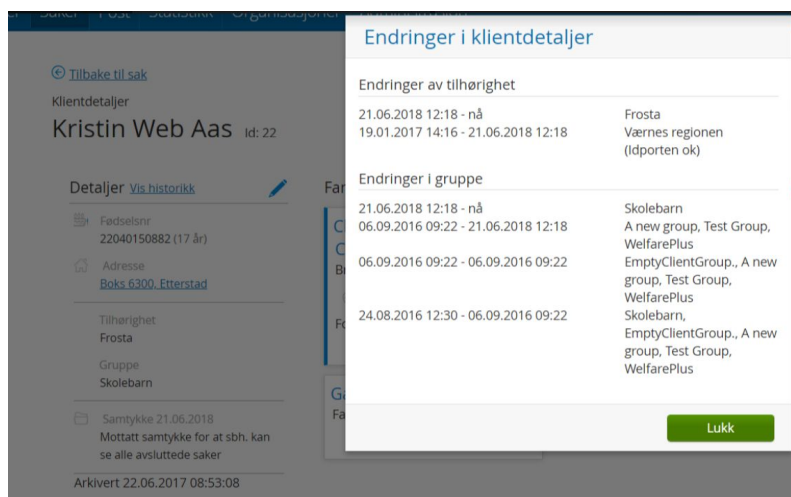 Saker Post Statistikk Organisasjoner
Endringer i klientdetaljer
Tilbake til sak
Klientdetaljer
Kristin Web Aas Id: 22
Detaljer Vis historikk
Fødselsnr
22040150882 (17 år)
Adresse
Boks 6300, Etterstad
Tilhørighet
Frosta
Gruppe
Skolebarn
Samtykke 21.06.2018
Mottatt samtykke for at sbh. kan
se alle avsluttede saker
Arkivert 22.06.2017 08:53:08
Endringer av tilhørighet
21.06.2018 12:18 - nå Frosta
19.01.2017 14:16 - 21.06.2018 12:18 Værnes regionen
(Idporten ok)
Endringer i gruppe
21.06.2018 12:18 - nå Skolebarn
06.09.2016 09:22 - 21.06.2018 12:18 A new group, Test Group,
WelfarePlus
06.09.2016 09:22 - 06.09.2016 09:22 EmptyClientGroup., A new
group, Test Group,
WelfarePlus
24.08.2016 12:30 - 06.09.2016 09:22 Skolebarn,
EmptyClientGroup., A new
group, Test Group,
WelfarePlus
Lukk